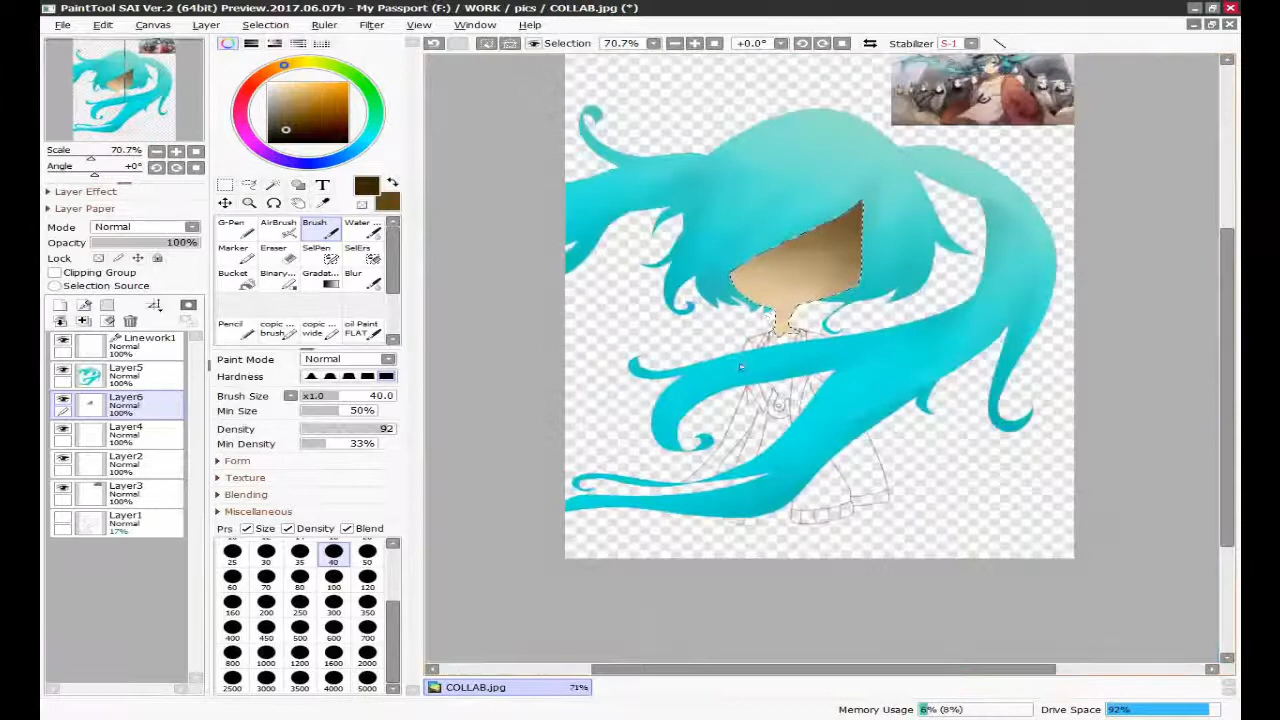 PaintTool SAI Ver.2 (64bit) Preview.2017.06.07b - My Passport (F:) / WORK / pics / COLLAB.jpg (*)
File Edit Canvas Layer Selection Ruler Filter View Window Help
Selection 70.7% +0.0° Stabilizer S-1
Scale 70.7%
Angle +0°
Layer Effect
Layer Paper
Mode Normal
Opacity 100%
Lock
Clipping Group
Selection Source
Linework1
Normal
100%
Layer5
Normal
100%
Layer6
Normal
100%
Layer4
Normal
100%
Layer2
Normal
100%
Layer3
Normal
100%
Layer1
Normal
17%
T
G-Pen AirBrush Brush Water ...
Marker Eraser SelPen SelErs
Bucket Binary... Gradat... Blur
Pencil copic ... brush copic ... wide oil Paint FLAT
Paint Mode Normal
Hardness
Brush Size x1.0 40.0
Min Size 50%
Density 92
Min Density 33%
Form
Texture
Blending
Miscellaneous
Prs Size Density Blend
25 30 35 40 50
60 70 80 100 120
160 200 250 300 350
400 450 500 600 700
800 1000 1200 1600 2000
2500 3000 3500 4000 5000
COLLAB.jpg 71%
Memory Usage 6% (8%) Drive Space 92%